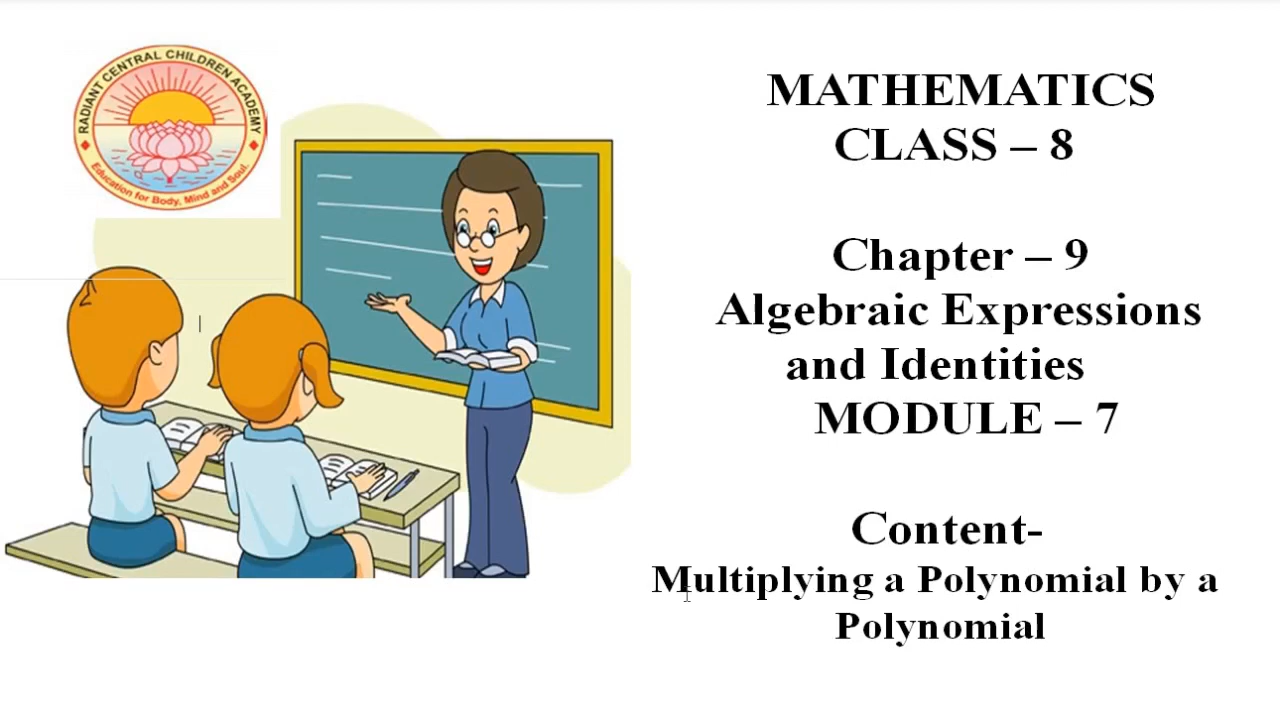 RADIANT CENTRAL CHILDREN ACADEMY
Education for Body, Mind and Soul.
MATHEMATICS
CLASS – 8
Chapter – 9
Algebraic Expressions
and Identities
MODULE – 7
Content-
Multiplying a Polynomial by a
Polynomial